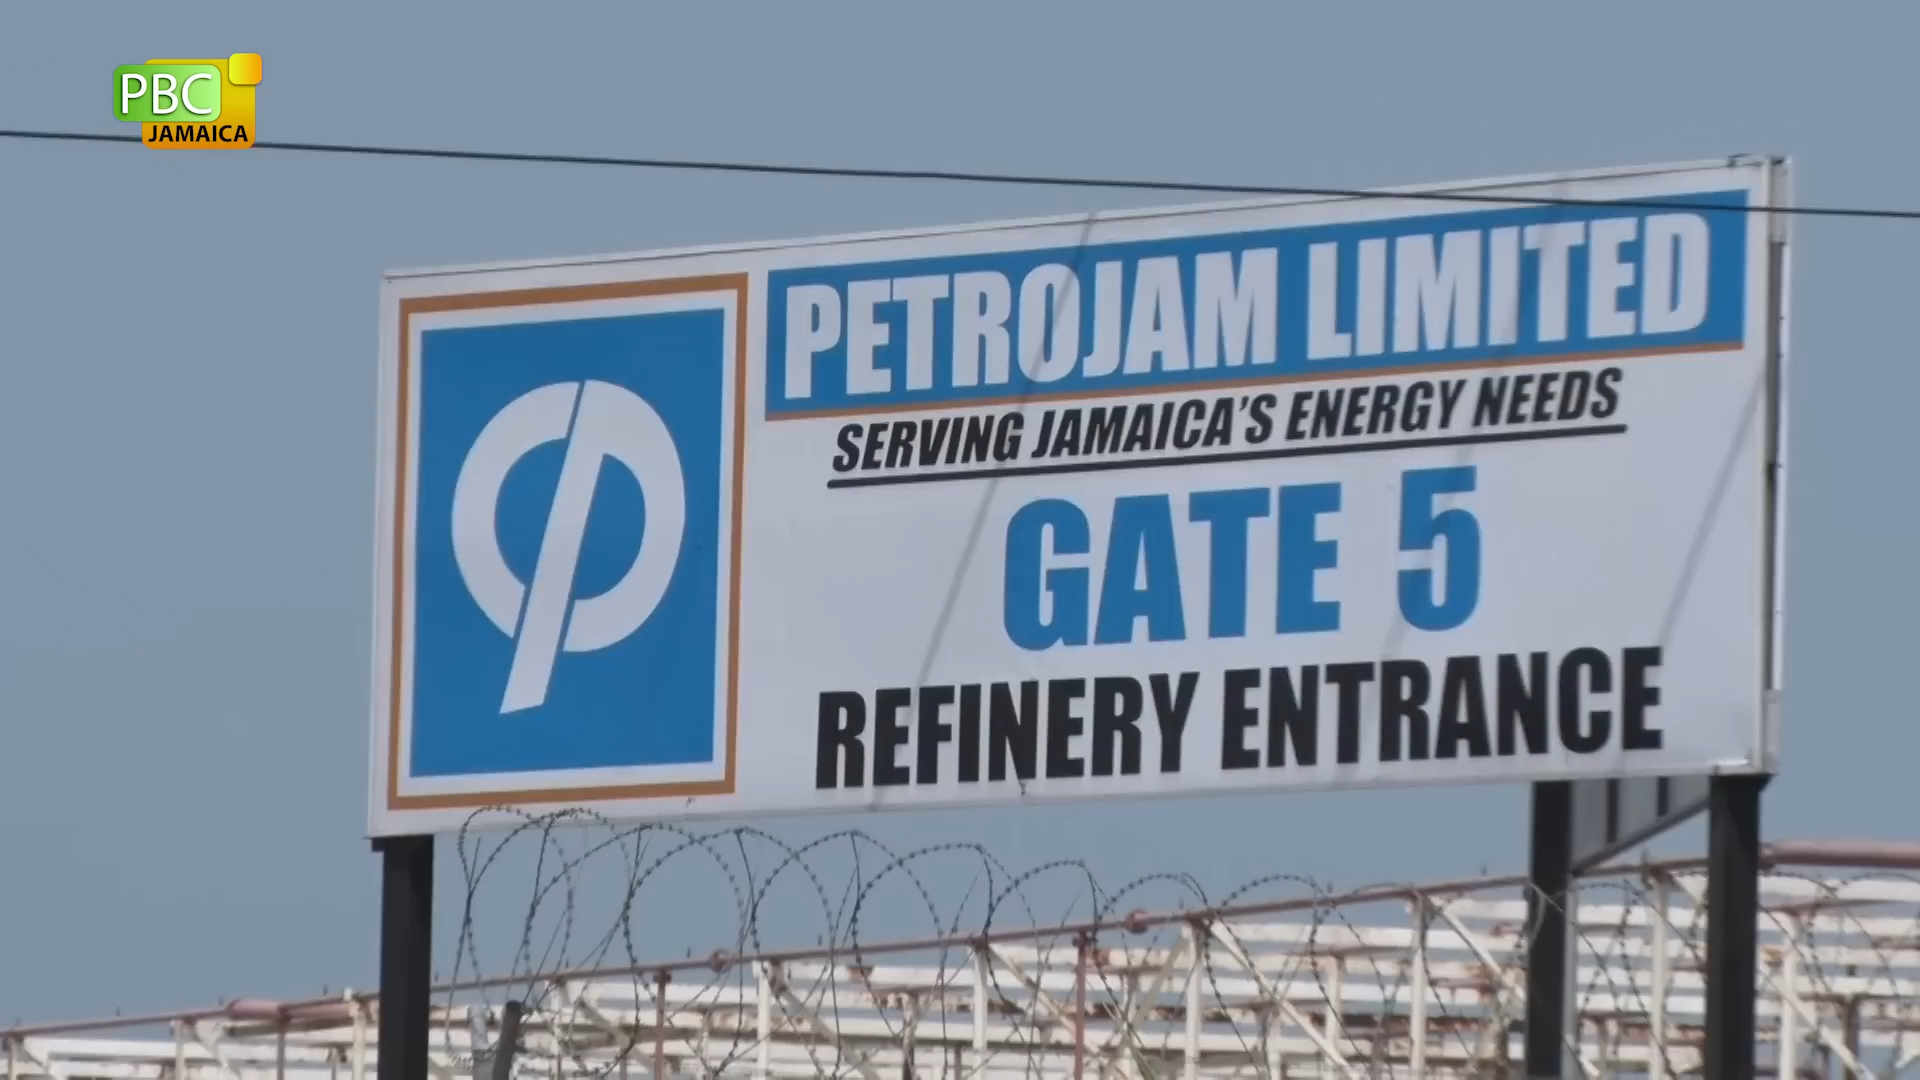 PBC
JAMAICA
PETROJAM LIMITED
SERVING JAMAICA'S ENERGY NEEDS
GATE 5
REFINERY ENTRANCE